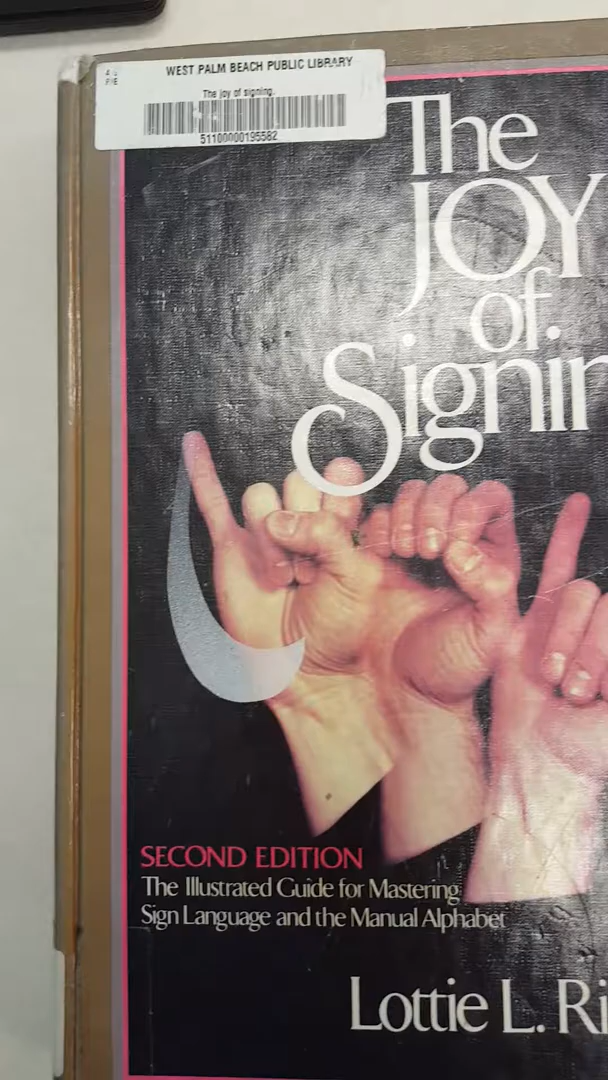 WEST PALM BEACH PUBLIC LIBRARY
The joy of signing.
51100000195582
The
JOY
of
Signin
SECOND EDITION
The Illustrated Guide for Mastering
Sign Language and the Manual Alphabet
Lottie L. Ri